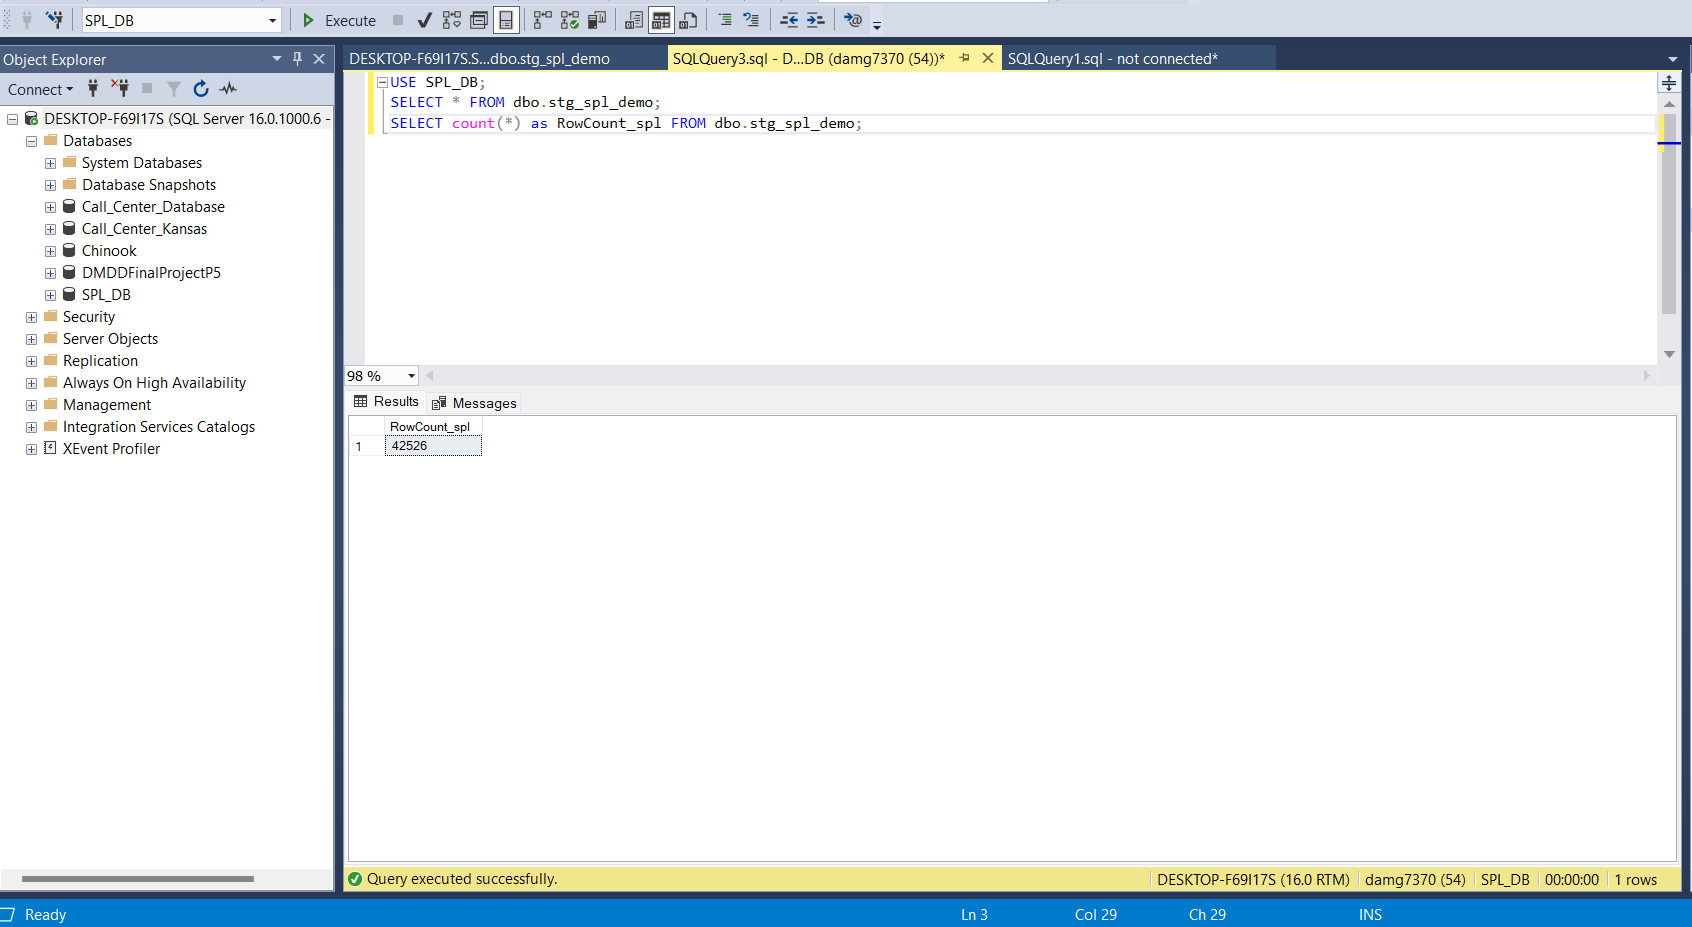 SPL_DB
Execute
Object Explorer
Connect
DESKTOP-F69I17S (SQL Server 16.0.1000.6 -
Databases
System Databases
Database Snapshots
Call_Center_Database
Call_Center_Kansas
Chinook
DMDDFinalProjectP5
SPL_DB
Security
Server Objects
Replication
Always On High Availability
Management
Integration Services Catalogs
XEvent Profiler
DESKTOP-F69I17S.S...dbo.stg_spl_demo
SQLQuery3.sql - D...DB (damg7370 (54))*
SQLQuery1.sql - not connected*
USE SPL_DB;
SELECT * FROM dbo.stg_spl_demo;
SELECT count(*) as RowCount_spl FROM dbo.stg_spl_demo;
98 %
Results
Messages
RowCount_spl
1 42526
Query executed successfully.
DESKTOP-F69I17S (16.0 RTM)
damg7370 (54)
SPL_DB
00:00:00
1 rows
Ready
Ln 3
Col 29
Ch 29
INS